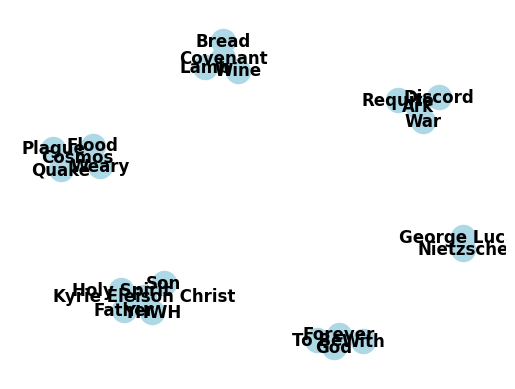 Bread
Covenant
Lamb
Wine
Discord
Ark
War
Plague
Flood
Cosmos
Quake
Weary
George Luc
Nietzsche
Holy Spirit
Son
Kyrie Eleison Christ
Father
YHWH
Forever
To Be
With
God